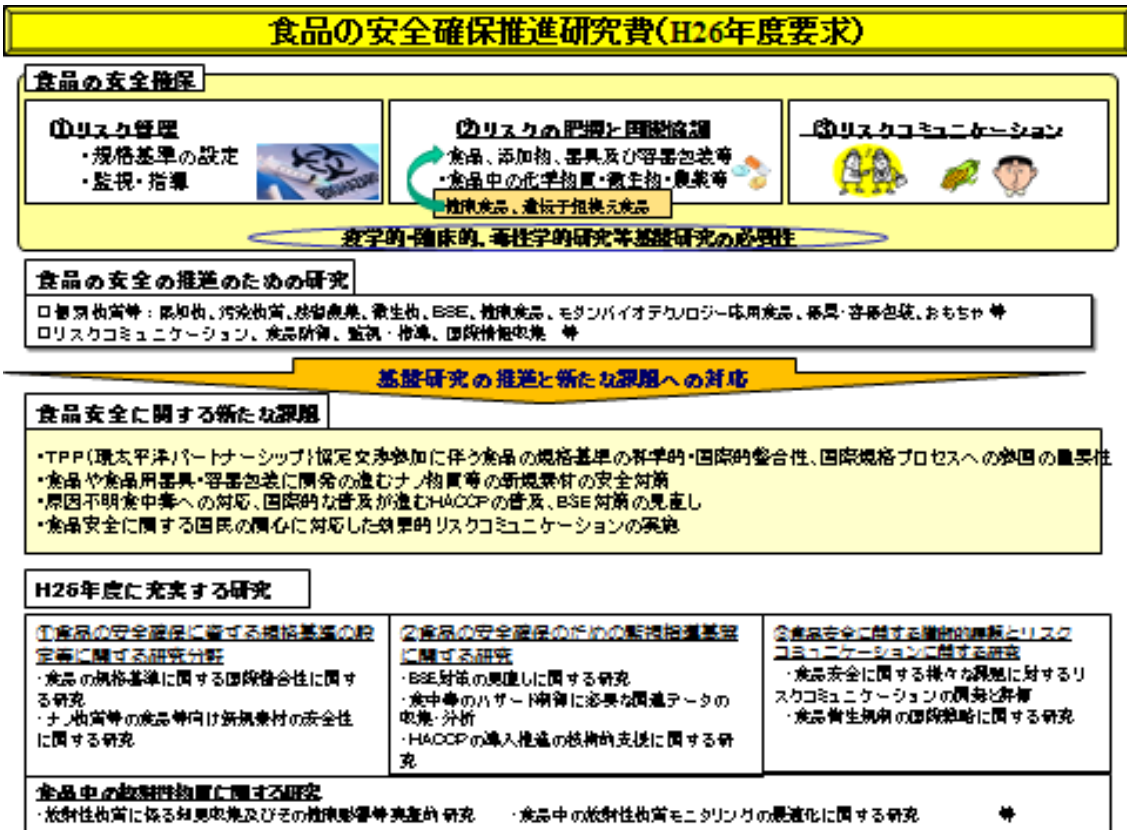 食品の安全確保推進研究費(H26年度要求)
食品の安全確保
①リスク管理
・規格基準の設定
・監視・指導
②リスクの把握と国際協調
・食品、添加物、器具及び容器包装等
・食品中の化学物質・微生物・農薬等
健康食品、遺伝子組換え食品
③リスクコミュニケーション
疫学的・臨床的、毒性学的研究等基盤研究の必要性
食品の安全の推進のための研究
□個別物質等：添加物、汚染物質、残留農薬、微生物、BSE、健康食品、モダンバイオテクノロジー応用食品、器具・容器包装、おもちゃ 等
□リスクコミュニケーション、食品防御、監視・指導、国際情報収集　等
基盤研究の推進と新たな課題への対応
食品安全に関する新たな課題
・TPP(環太平洋パートナーシップ)協定交渉参加に伴う食品の規格基準の科学的・国際的整合性、国際規格プロセスへの参画の重要性
・食品や食品用器具・容器包装に開発の進むナノ物質等の新規素材の安全対策
・原因不明食中毒への対応、国際的な普及が進むHACCPの普及、BSE対策の見直し
・食品安全に関する国民の関心に対応した効果的リスクコミュニケーションの実施
H26年度に充実する研究
①食品の安全確保に資する規格基準の設
定等に関する研究分野
・食品の規格基準に関する国際整合性に関す
る研究
・ナノ物質等の食品等向け新規素材の安全性
に関する研究
②食品の安全確保のための監視指導基盤
に関する研究
・BSE対策の見直しに関する研究
・食中毒のハザード制御に必要な関連データの
収集・分析
・HACCPの導入推進の技術的支援に関する研
究
③食品安全に関する横断的課題とリスク
コミュニケーションに関する研究
・食品安全に関する様々な課題に対するリ
スクコミュニケーションの開発と評価
・食品衛生規制の国際戦略に関する研究
食品中の放射性物質に関する研究
・放射性物質に係る知見収集及びその健康影響等実証的研究　・食品中の放射性物質モニタリングの最適化に関する研究　等